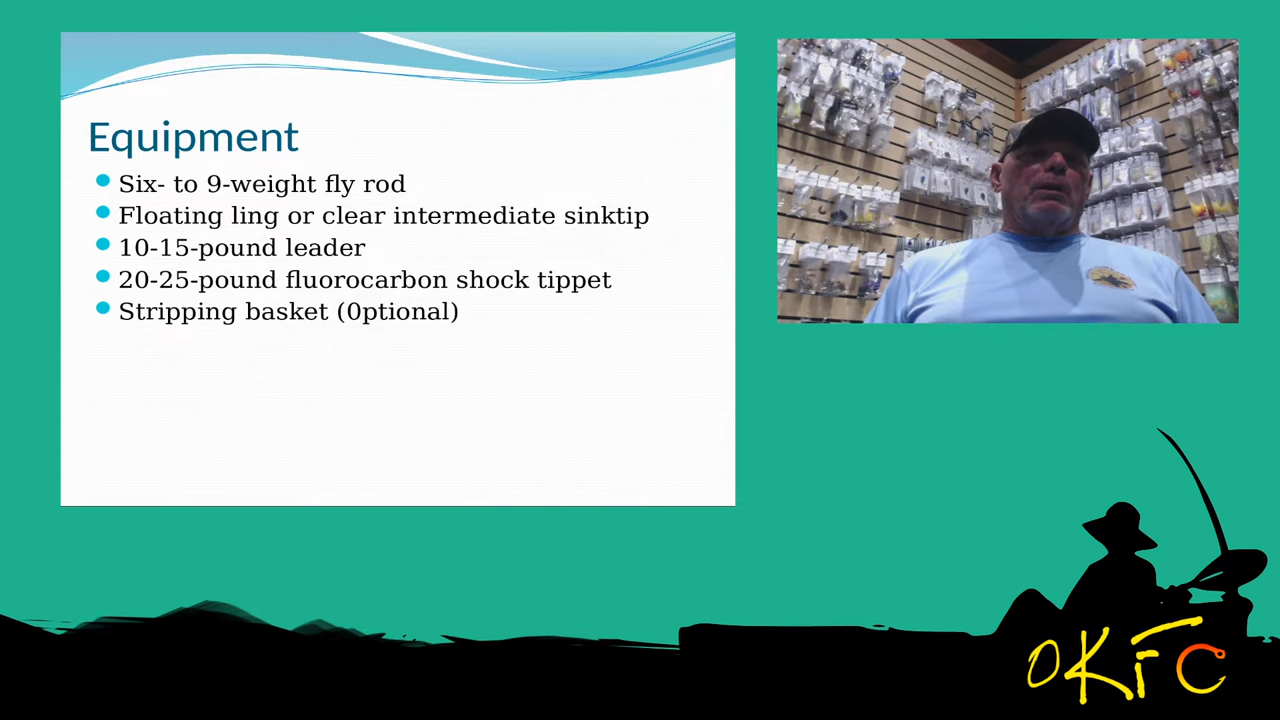 Equipment
Six- to 9-weight fly rod
Floating ling or clear intermediate sinktip
10-15-pound leader
20-25-pound fluorocarbon shock tippet
Stripping basket (0ptional)
OKFC